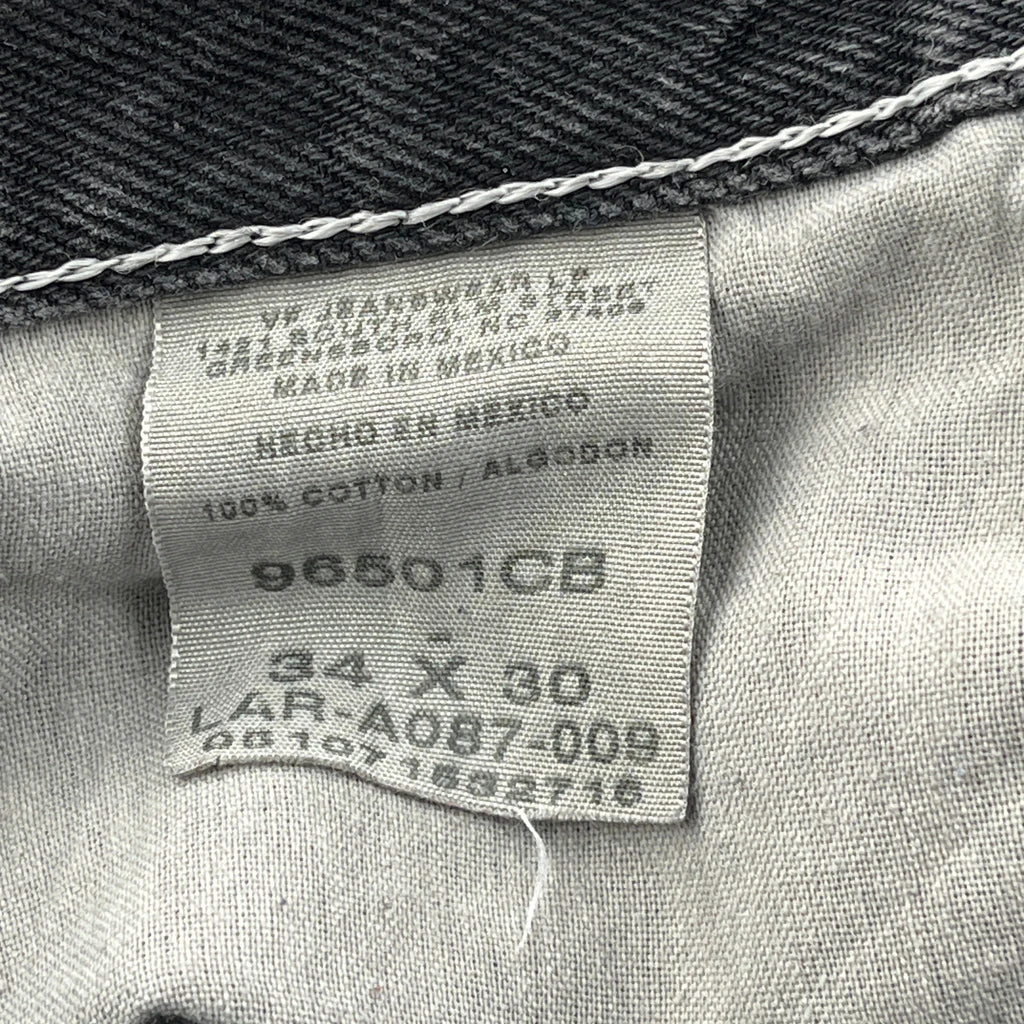 VF JEANSWEAR LP
1351 SOUTH ELM STREET
GREENSBORO, NC 27406
MADE IN MEXICO
HECHO EN MEXICO
100% COTTON / ALGODON
96501CB
34 X 30
LAR-A087-009